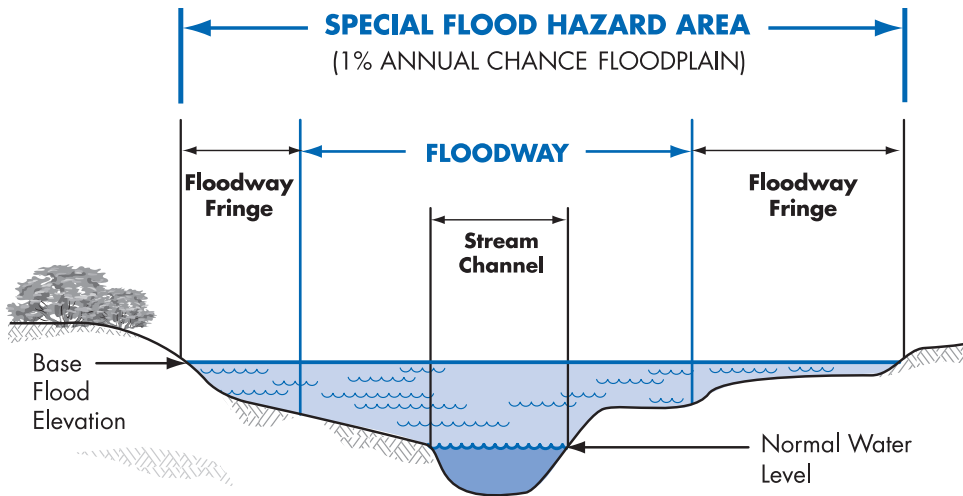 SPECIAL FLOOD HAZARD AREA
(1% ANNUAL CHANCE FLOODPLAIN)
FLOODWAY
Floodway
Fringe
Floodway
Fringe
Stream
Channel
Base
Flood
Elevation
Normal Water
Level